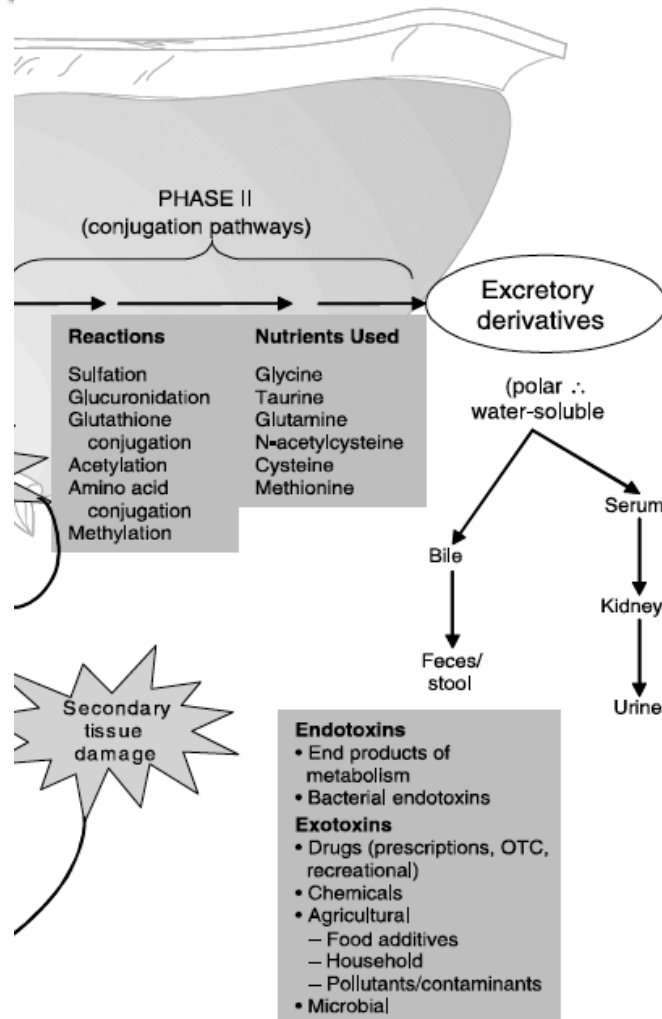 PHASE II
(conjugation pathways)
Excretory
derivatives
Reactions
Sulfation
Glucuronidation
Glutathione
conjugation
Acetylation
Amino acid
conjugation
Methylation
Nutrients Used
Glycine
Taurine
Glutamine
N-acetylcysteine
Cysteine
Methionine
(polar ∴
water-soluble
Bile
Feces/
stool
Serum
Kidney
Urine
Secondary
tissue
damage
Endotoxins
• End products of
metabolism
• Bacterial endotoxins
Exotoxins
• Drugs (prescriptions, OTC,
recreational)
• Chemicals
• Agricultural
– Food additives
– Household
– Pollutants/contaminants
• Microbial